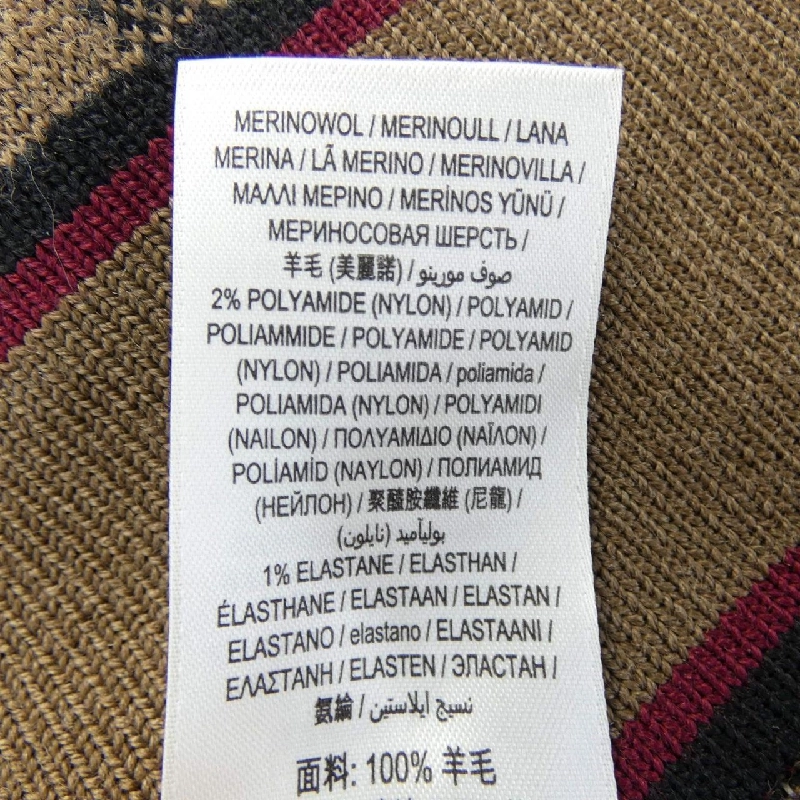 MERINOWOL / MERINOULL / LANA
MERINA / LÃ MERINO / MERINOVILLA /
ΜΑΛΛΙ ΜΕΡΙΝΟ / MERİNOS YÜNÜ /
МЕРИНОСОВАЯ ШЕРСТЬ /
羊毛 (美麗諾) / صوف مورينو
2% POLYAMIDE (NYLON) / POLYAMID /
POLIAMMIDE / POLYAMIDE / POLYAMID
(NYLON) / POLIAMIDA / poliamida /
POLIAMIDA (NYLON) / POLYAMIDI
(NAILON) / ΠΟΛΥΑΜΙΔΙΟ (ΝΑΪΛΟΝ) /
POLİAMİD (NAYLON) / ПОЛИАМИД
(НЕЙЛОН) / 聚醯胺纖維 (尼龍) /
بوليآميد (نايلون)
1% ELASTANE / ELASTHAN /
ÉLASTHANE / ELASTAAN / ELASTAN /
ELASTANO / elastano / ELASTAANI /
ΕΛΑΣΤΑΝΗ / ELASTEN / ЭЛАСТАН /
氨綸 / نسيج ايلاستين
面料: 100% 羊毛